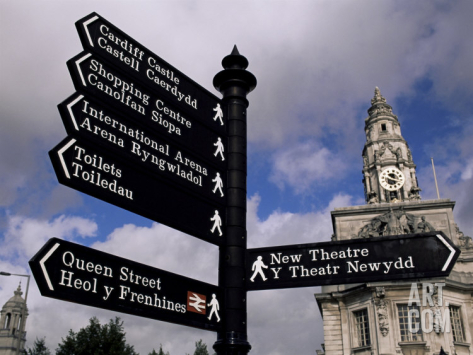 Cardiff Castle
Castell Caerdydd
Shopping Centre
Canolfan Siopa
International Arena
Arena Ryngwladol
Toilets
Toiledau
Queen Street
Heol y Frenhines
New Theatre
Y Theatr Newydd
ART
.COM